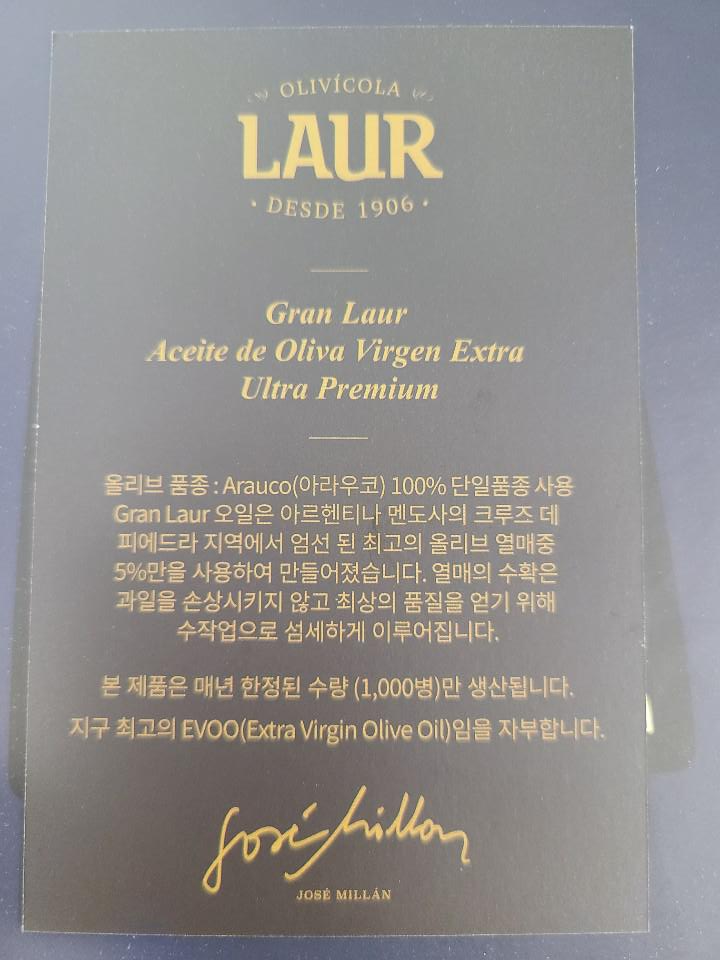 OLIVÍCOLA
LAUR
· DESDE 1906 ·
Gran Laur
Aceite de Oliva Virgen Extra
Ultra Premium
올리브 품종 : Arauco(아라우코) 100% 단일품종 사용
Gran Laur 오일은 아르헨티나 멘도사의 크루즈 데
피에드라 지역에서 엄선 된 최고의 올리브 열매중
5%만을 사용하여 만들어졌습니다. 열매의 수확은
과일을 손상시키지 않고 최상의 품질을 얻기 위해
수작업으로 섬세하게 이루어집니다.
본 제품은 매년 한정된 수량 (1,000병)만 생산됩니다.
지구 최고의 EVOO(Extra Virgin Olive Oil)임을 자부합니다.
José Millan
JOSÉ MILLÁN